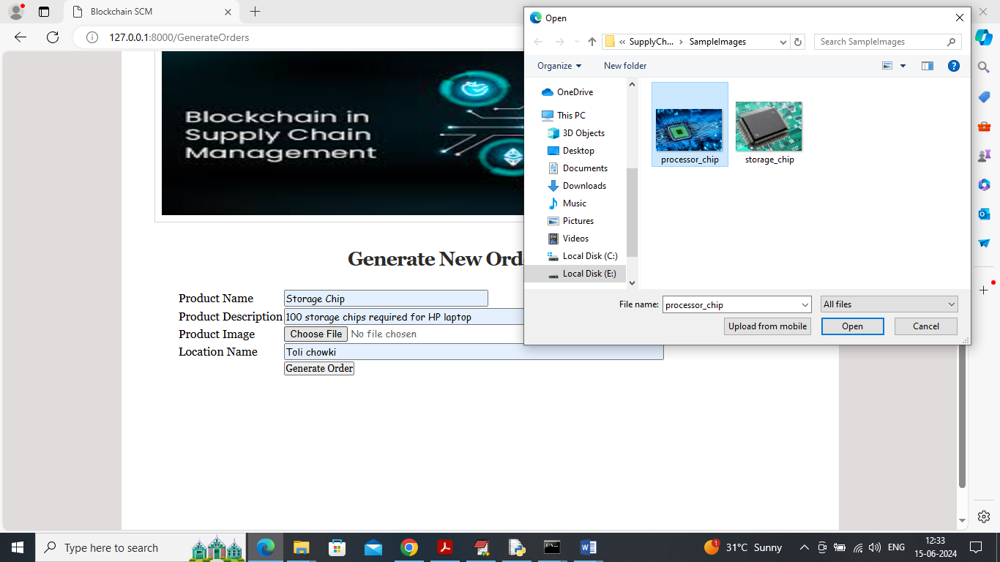 Blockchain SCM
127.0.0.1:8000/GenerateOrders
Blockchain in
Supply Chain
Management
Generate New Ord
Product Name
Storage Chip
Product Description
100 storage chips required for HP laptop
Product Image
Choose File No file chosen
Location Name
Toli chowki
Generate Order
Open
« SupplyCh... › SampleImages
Search SampleImages
Organize
New folder
OneDrive
This PC
3D Objects
Desktop
Documents
Downloads
Music
Pictures
Videos
Local Disk (C:)
Local Disk (E:)
processor_chip
storage_chip
File name:
processor_chip
All files
Upload from mobile
Open
Cancel
Type here to search
1
31°C Sunny
ENG
12:33
15-06-2024